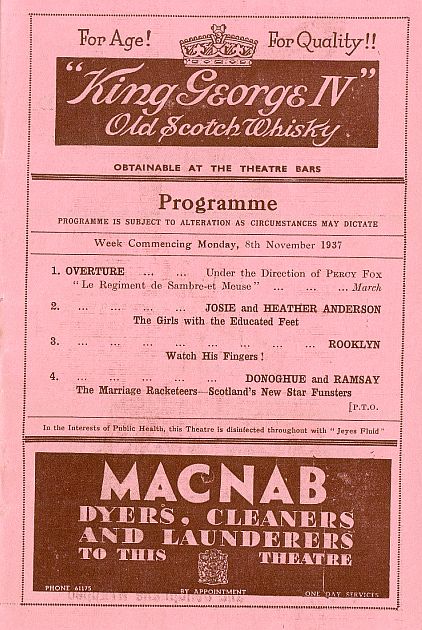 For Age! For Quality!!
"King George IV"
Old Scotch Whisky.
OBTAINABLE AT THE THEATRE BARS
Programme
PROGRAMME IS SUBJECT TO ALTERATION AS CIRCUMSTANCES MAY DICTATE
Week Commencing Monday, 8th November 1937
1. OVERTURE ... ... Under the Direction of PERCY FOX
"Le Regiment de Sambre-et Meuse" ... ... ... March
2. ... ... ... ... JOSIE and HEATHER ANDERSON
The Girls with the Educated Feet
3. ... ... ... ... ... ... ... ... ROOKLYN
Watch His Fingers!
4. ... ... ... ... ... DONOGHUE and RAMSAY
The Marriage Racketeers—Scotland's New Star Funsters
[P.T.O.
In the Interests of Public Health, this Theatre is disinfected throughout with "Jeyes Fluid"
MACNAB
DYERS, CLEANERS
AND LAUNDERERS
TO THIS THEATRE
PHONE 61175 BY APPOINTMENT ONE DAY SERVICES